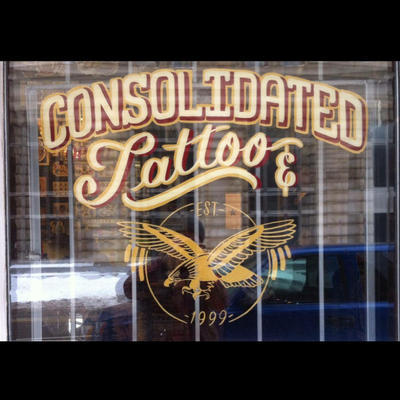 CONSOLIDATED
Tattoo &
EST
1999